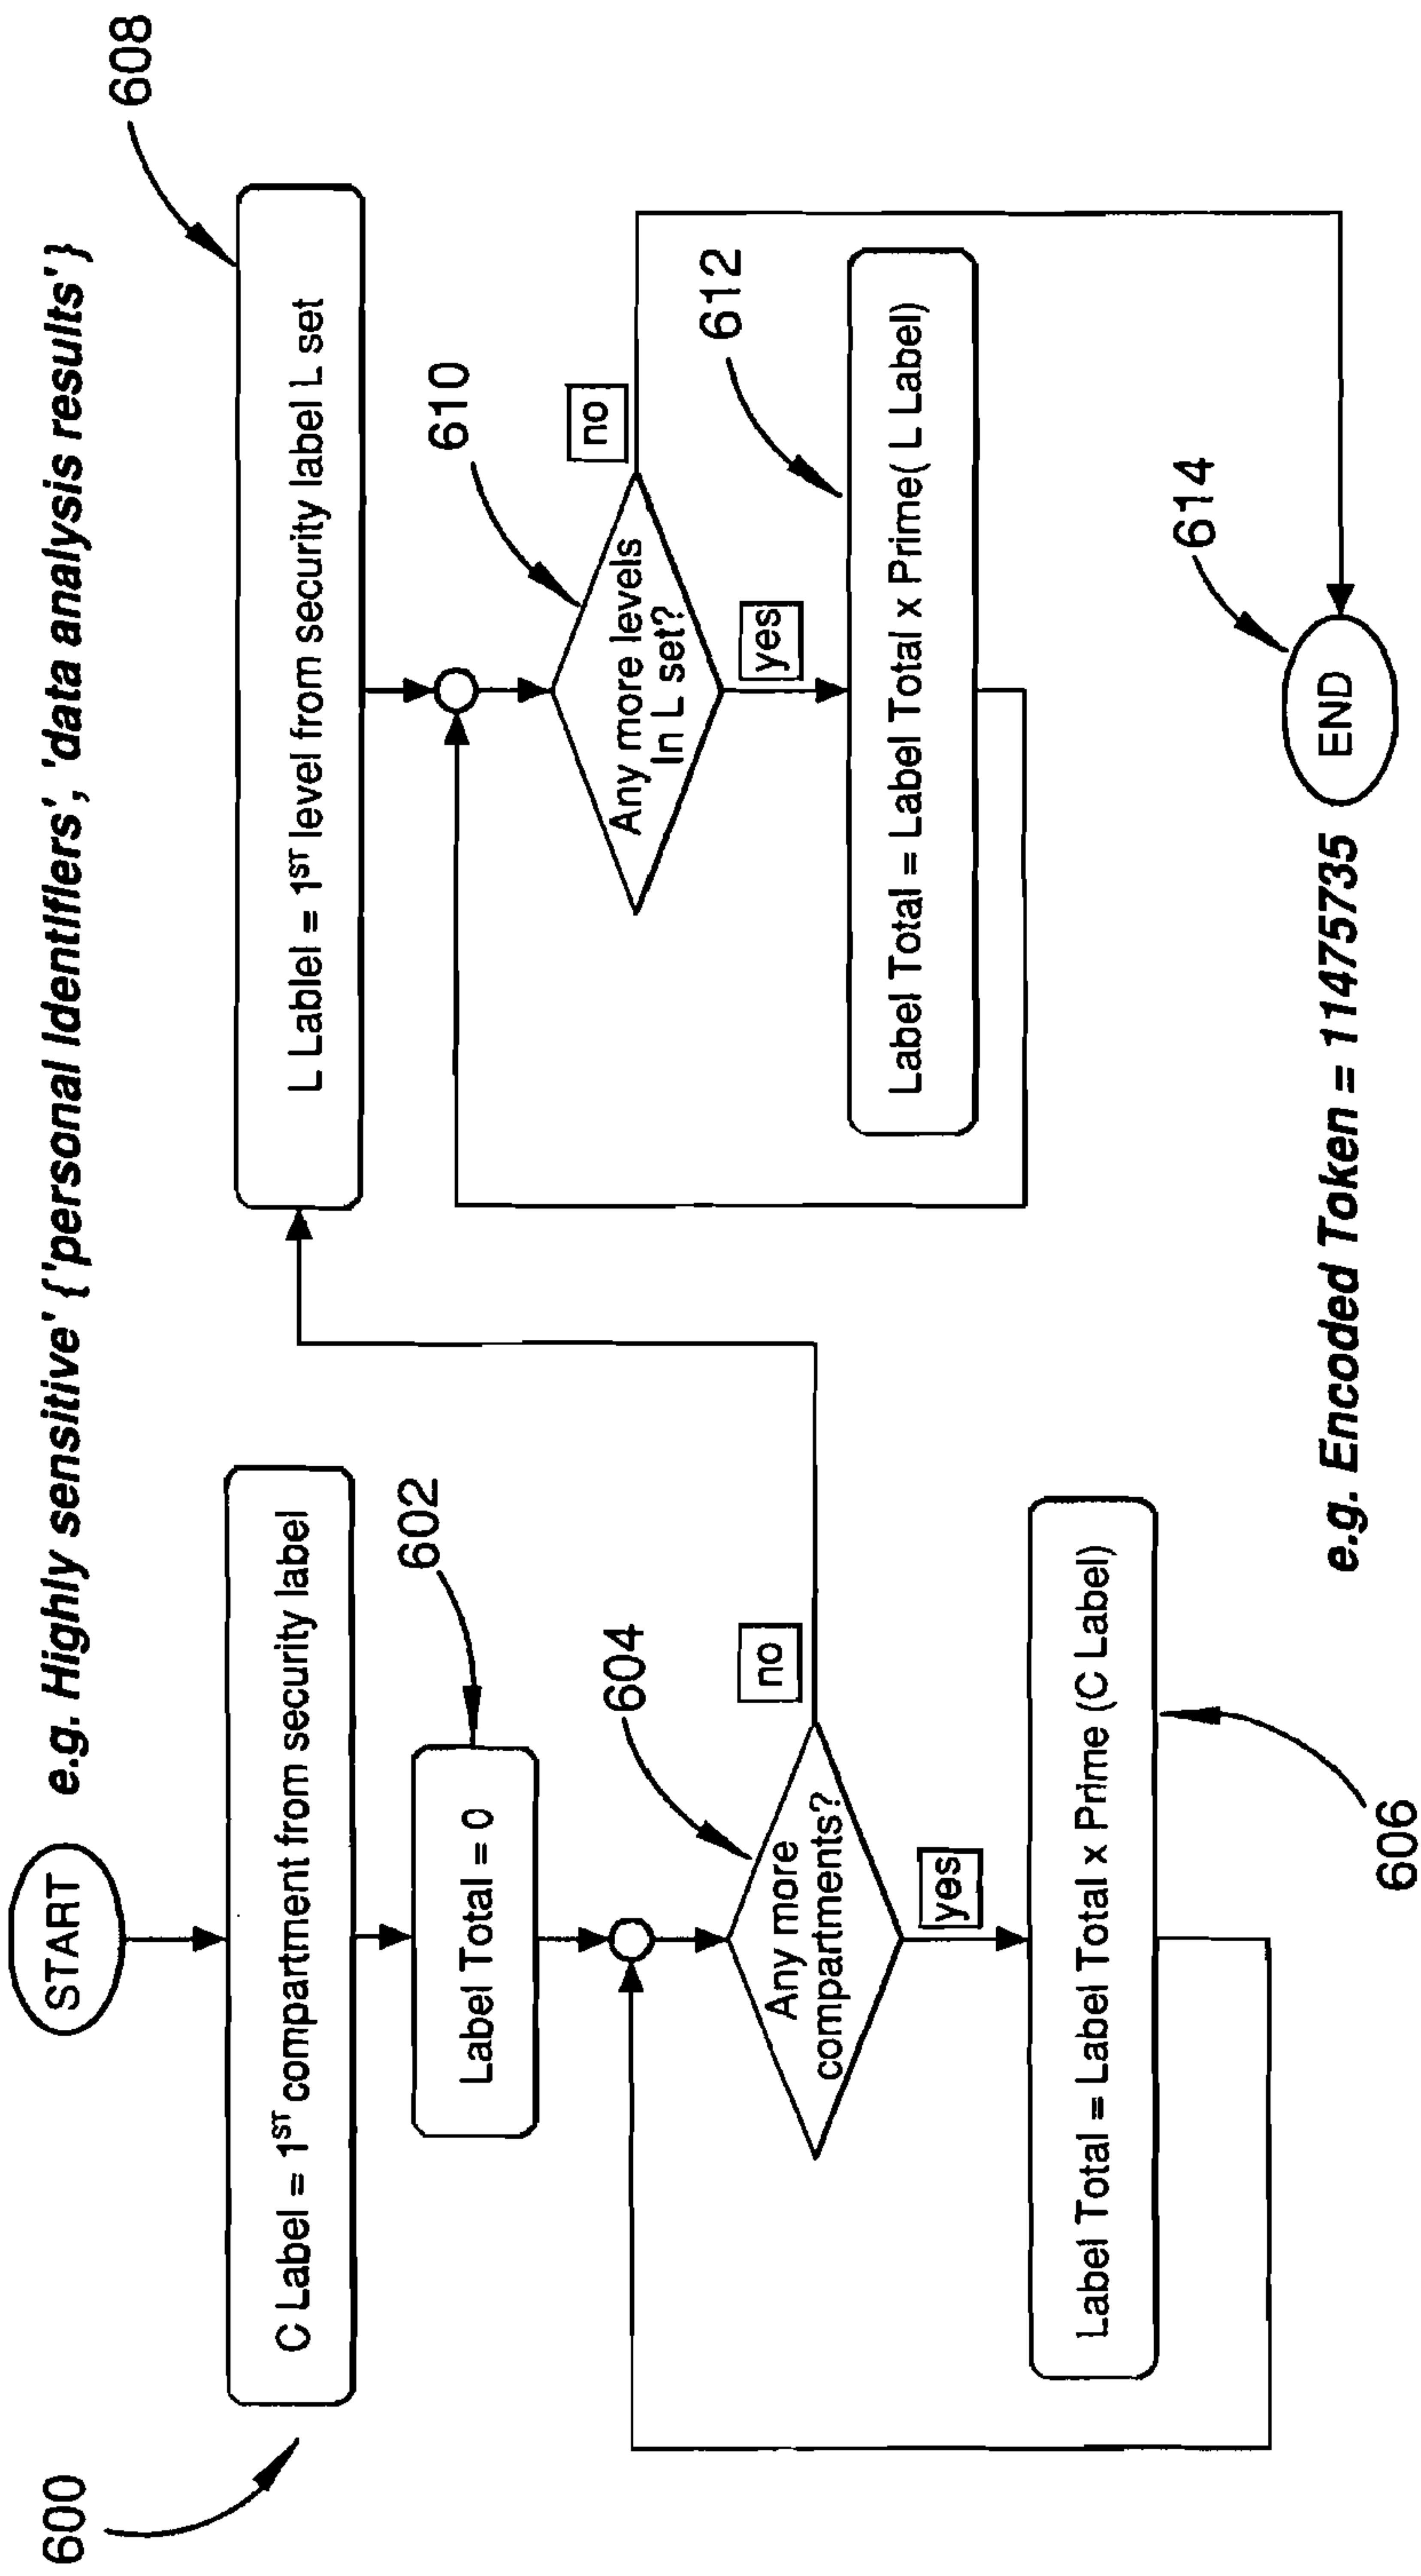 600
START
e.g. Highly sensitive' {'personal Identifiers', 'data analysis results'}
C Label = 1ST compartment from security label
Label Total = 0
602
Any more
compartments?
604
no
yes
Label Total = Label Total x Prime (C Label)
606
L Lablel = 1ST level from security label L set
608
Any more levels
In L set?
610
no
yes
612
Label Total = Label Total x Prime( L Label)
614
END
e.g. Encoded Token = 11475735